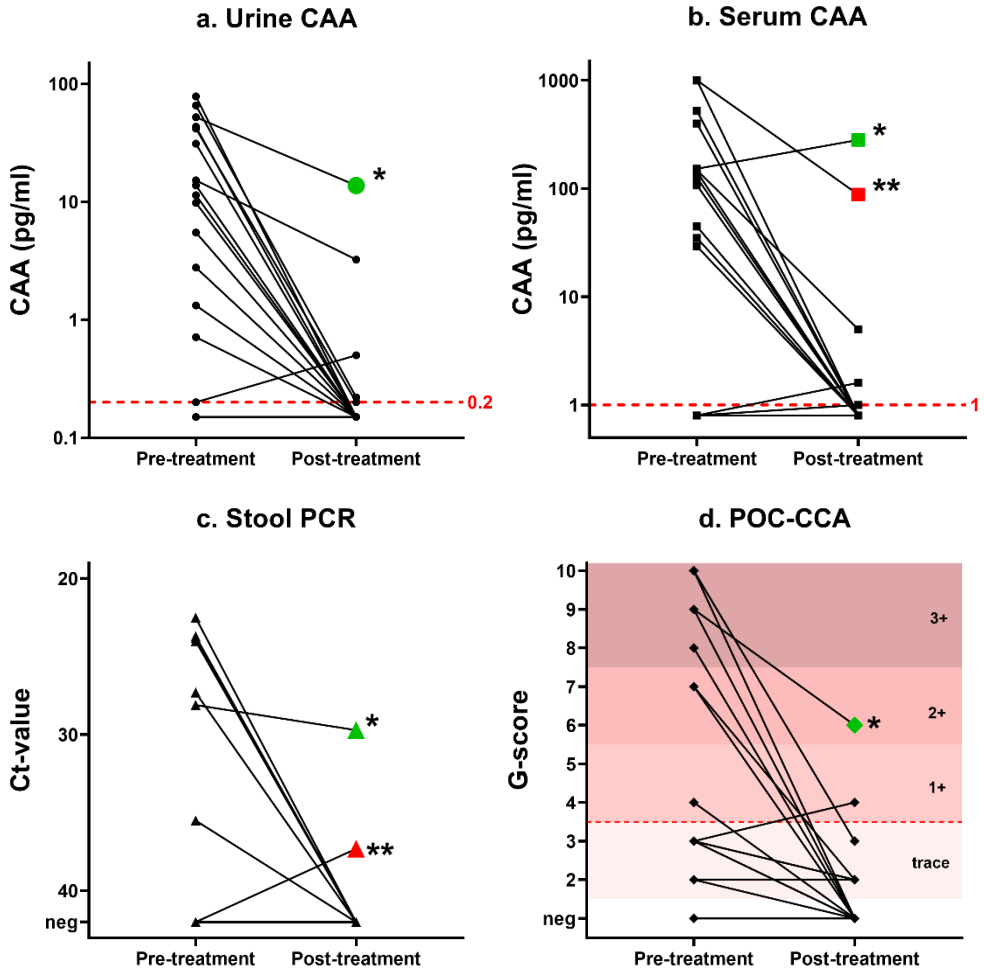 a. Urine CAA
CAA (pg/ml)
100
10
1
0.1
*
0.2
Pre-treatment Post-treatment
b. Serum CAA
CAA (pg/ml)
1000
100
10
1
*
**
1
Pre-treatment Post-treatment
c. Stool PCR
Ct-value
20
30
40
neg
*
**
Pre-treatment Post-treatment
d. POC-CCA
G-score
10
9
8
7
6
5
4
3
2
neg
3+
2+
1+
trace
*
Pre-treatment Post-treatment